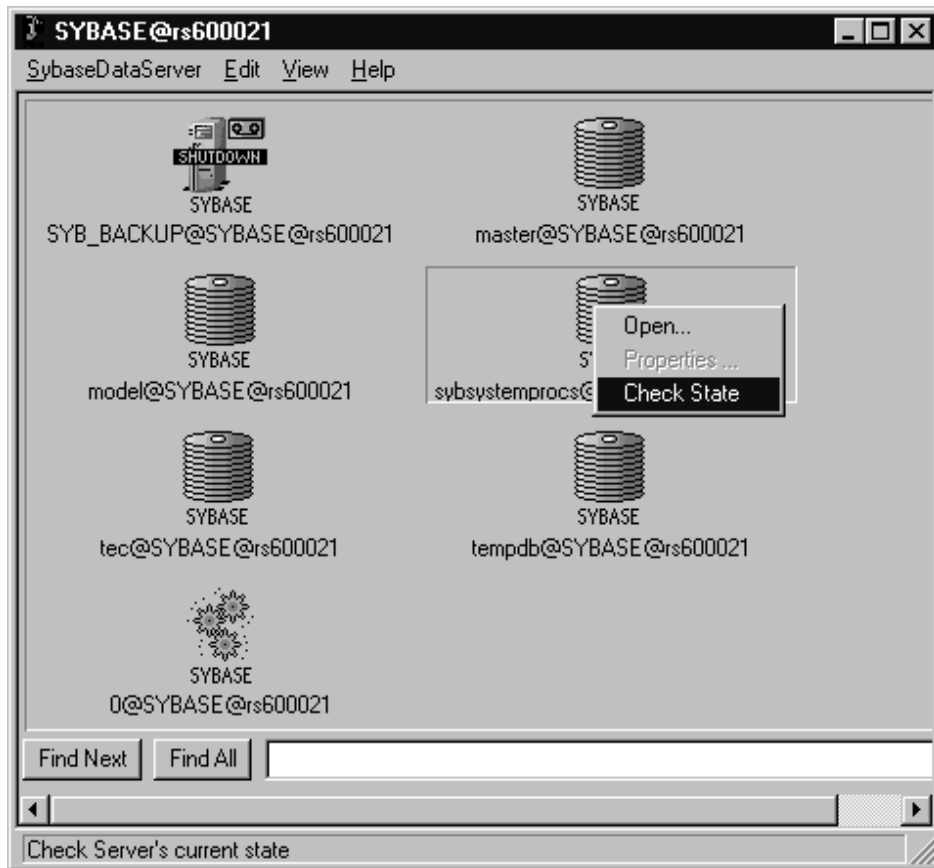 SYBASE@rs600021
SybaseDataServer Edit View Help
SHUTDOWN
SYBASE
SYB_BACKUP@SYBASE@rs600021
SYBASE
master@SYBASE@rs600021
SYBASE
model@SYBASE@rs600021
sybsystemprocs@
Open...
Properties ...
Check State
SYBASE
tec@SYBASE@rs600021
SYBASE
tempdb@SYBASE@rs600021
SYBASE
0@SYBASE@rs600021
Find Next Find All
Check Server's current state